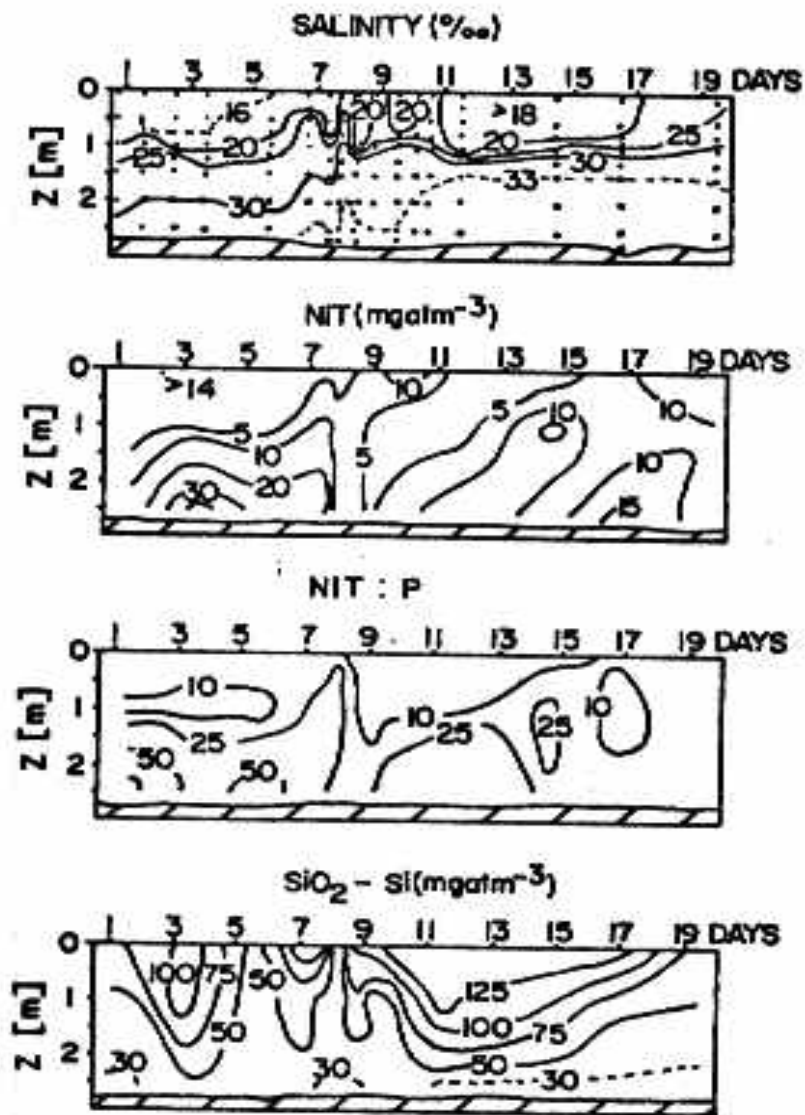 SALINITY (‰)
1 3 5 7 9 11 13 15 17 19 DAYS
0
1
2
Z [m]
16 20 20 >18
25 20 20 25
30 30
33
NIT (mgatm-3)
1 3 5 7 9 11 13 15 17 19 DAYS
0
1
2
Z [m]
>14 10
5 5 10 10
10 5 10
20
30 15
NIT : P
1 3 5 7 9 11 13 15 17 19 DAYS
0
1
2
Z [m]
10 10 25 10
25 25
50 50
SiO2 - Si (mgatm-3)
1 3 5 7 9 11 13 15 17 19 DAYS
0
1
2
Z [m]
100 75 50 125
50 100 75
50
30 30 30